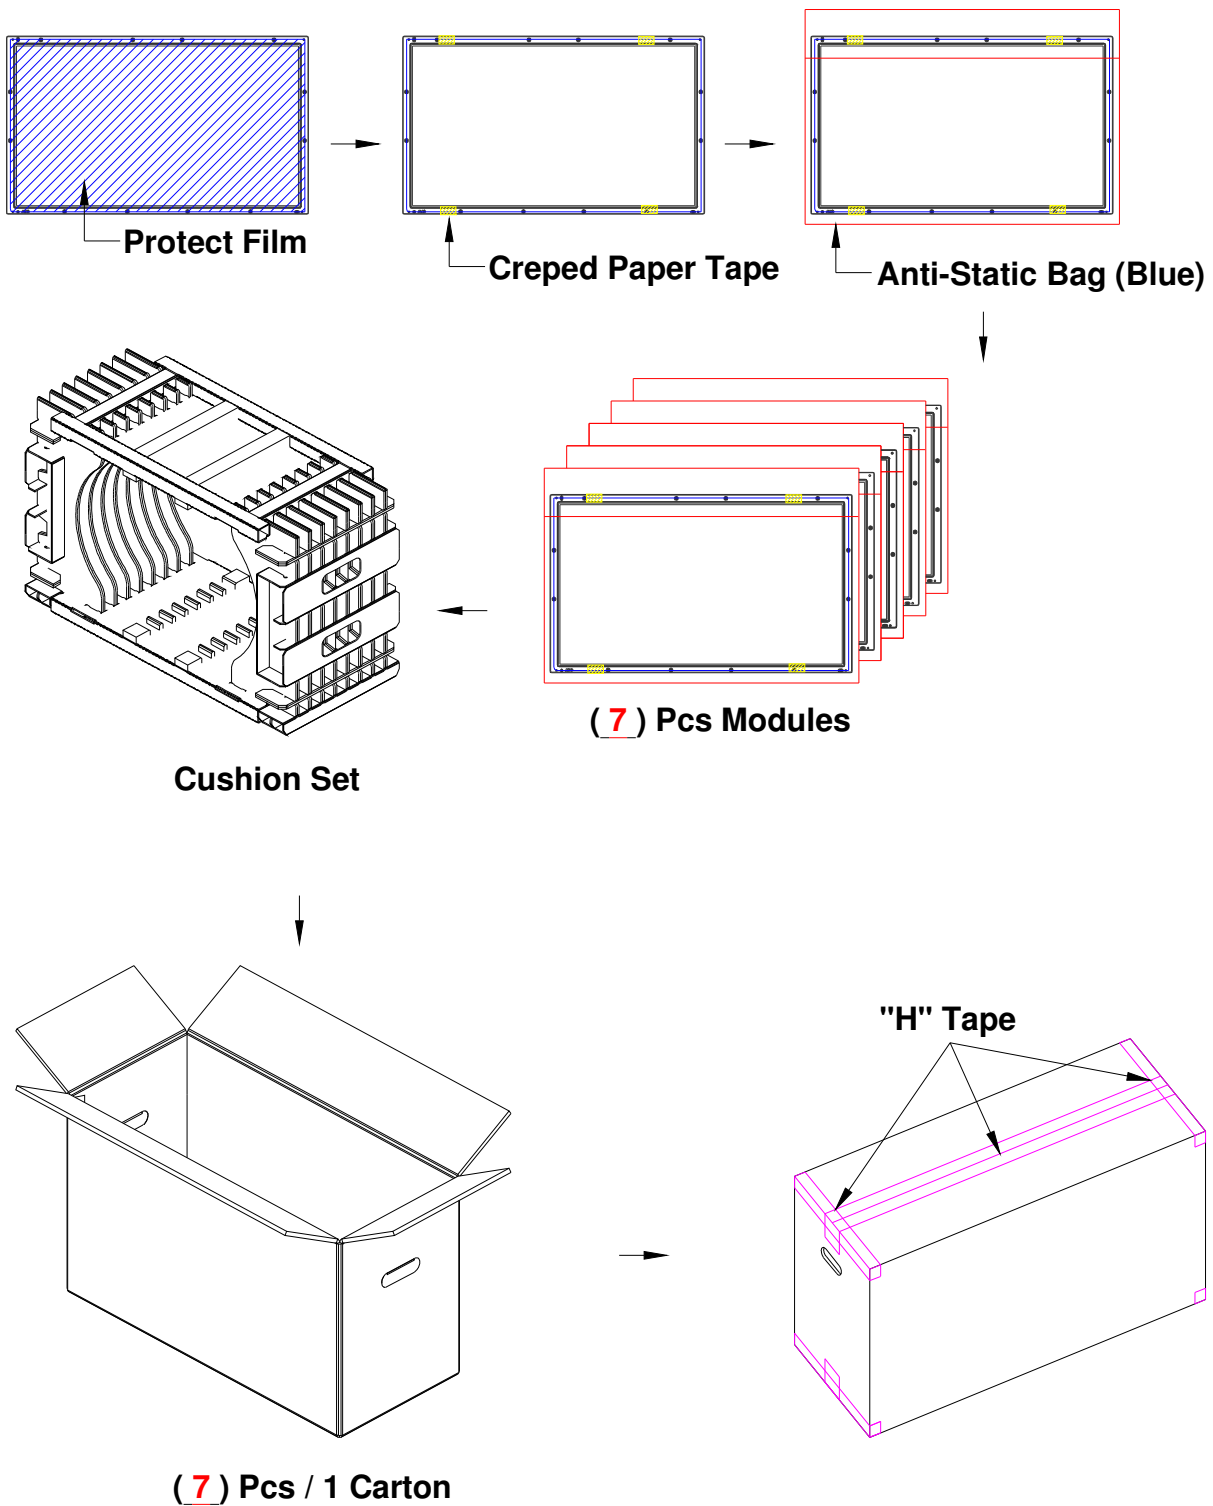 Protect Film
Creped Paper Tape
Anti-Static Bag (Blue)
( 7 ) Pcs Modules
Cushion Set
"H" Tape
( 7 ) Pcs / 1 Carton